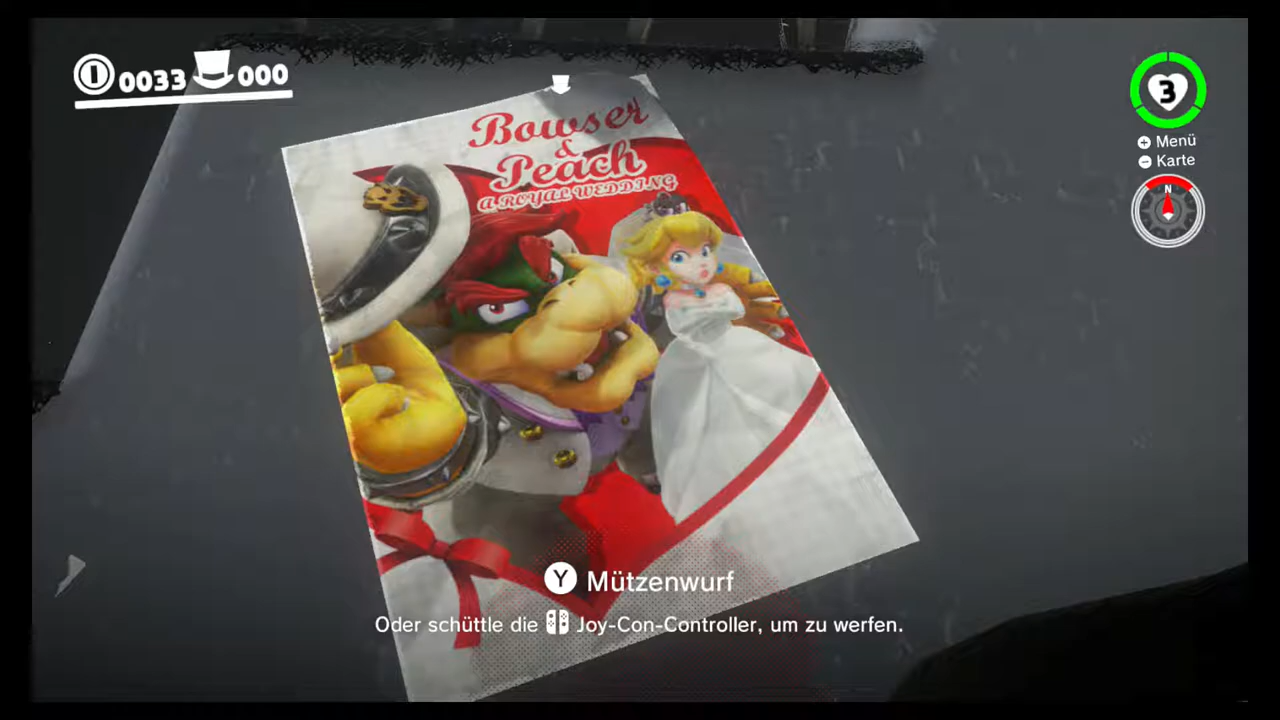 0033 000
3
+ Menü
- Karte
N
Bowser
&
Peach
A ROYAL WEDDING
Y Mützenwurf
Oder schüttle die Joy-Con-Controller, um zu werfen.